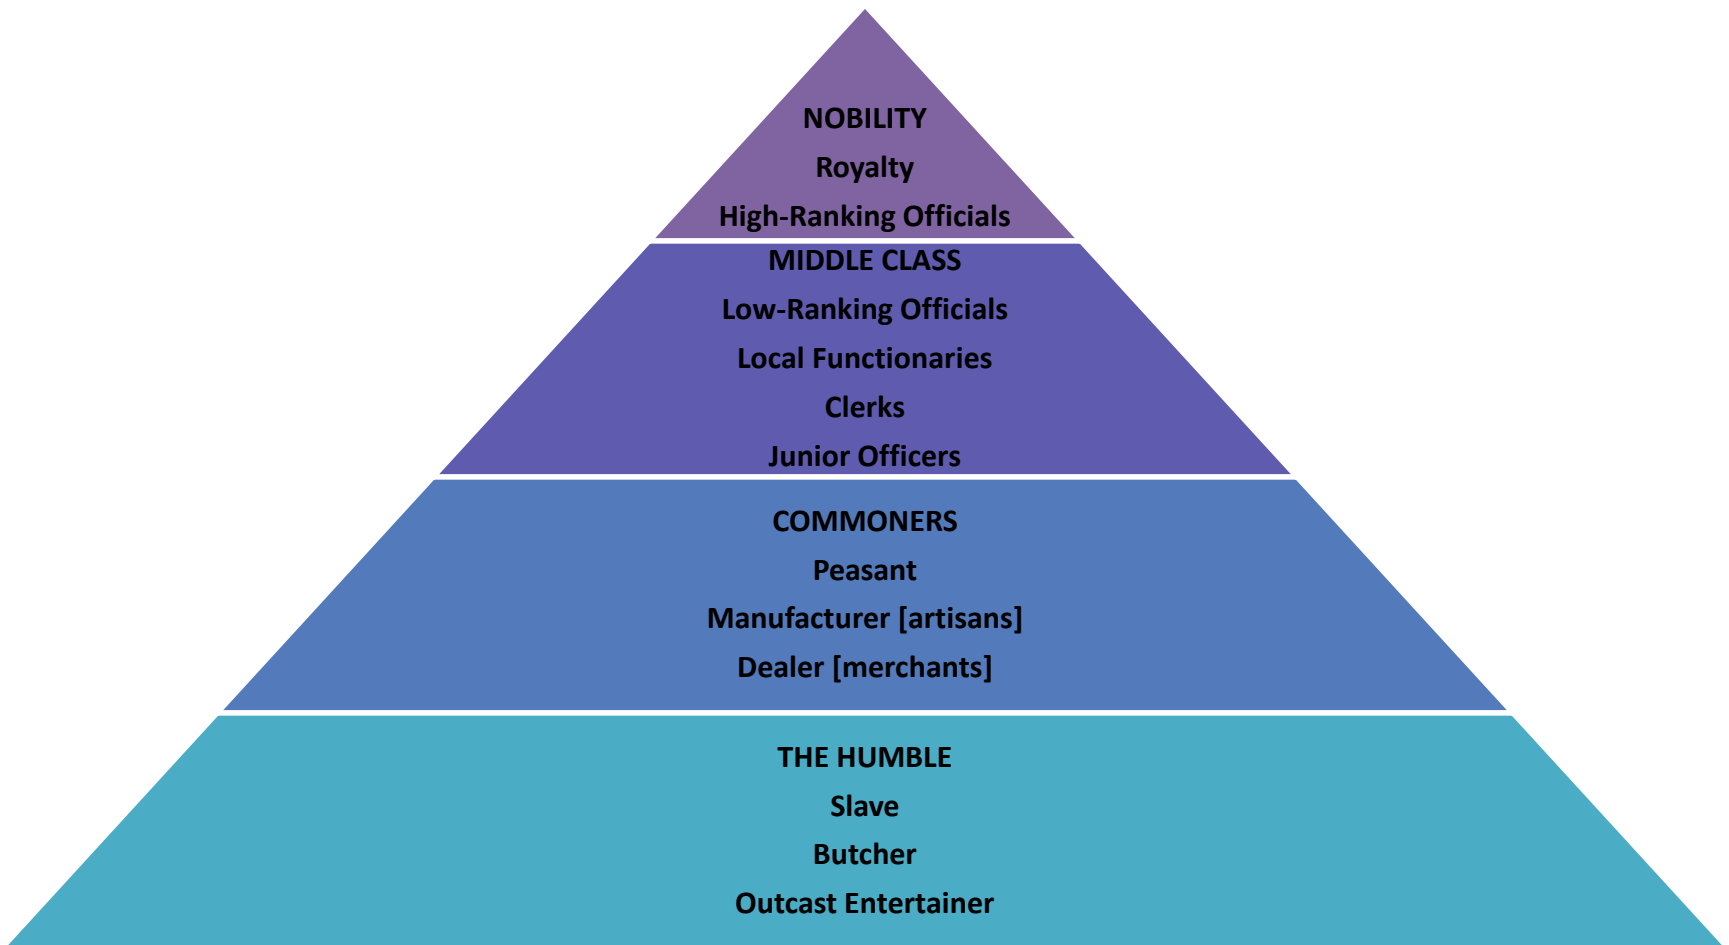 NOBILITY
Royalty
High-Ranking Officials
MIDDLE CLASS
Low-Ranking Officials
Local Functionaries
Clerks
Junior Officers
COMMONERS
Peasant
Manufacturer [artisans]
Dealer [merchants]
THE HUMBLE
Slave
Butcher
Outcast Entertainer